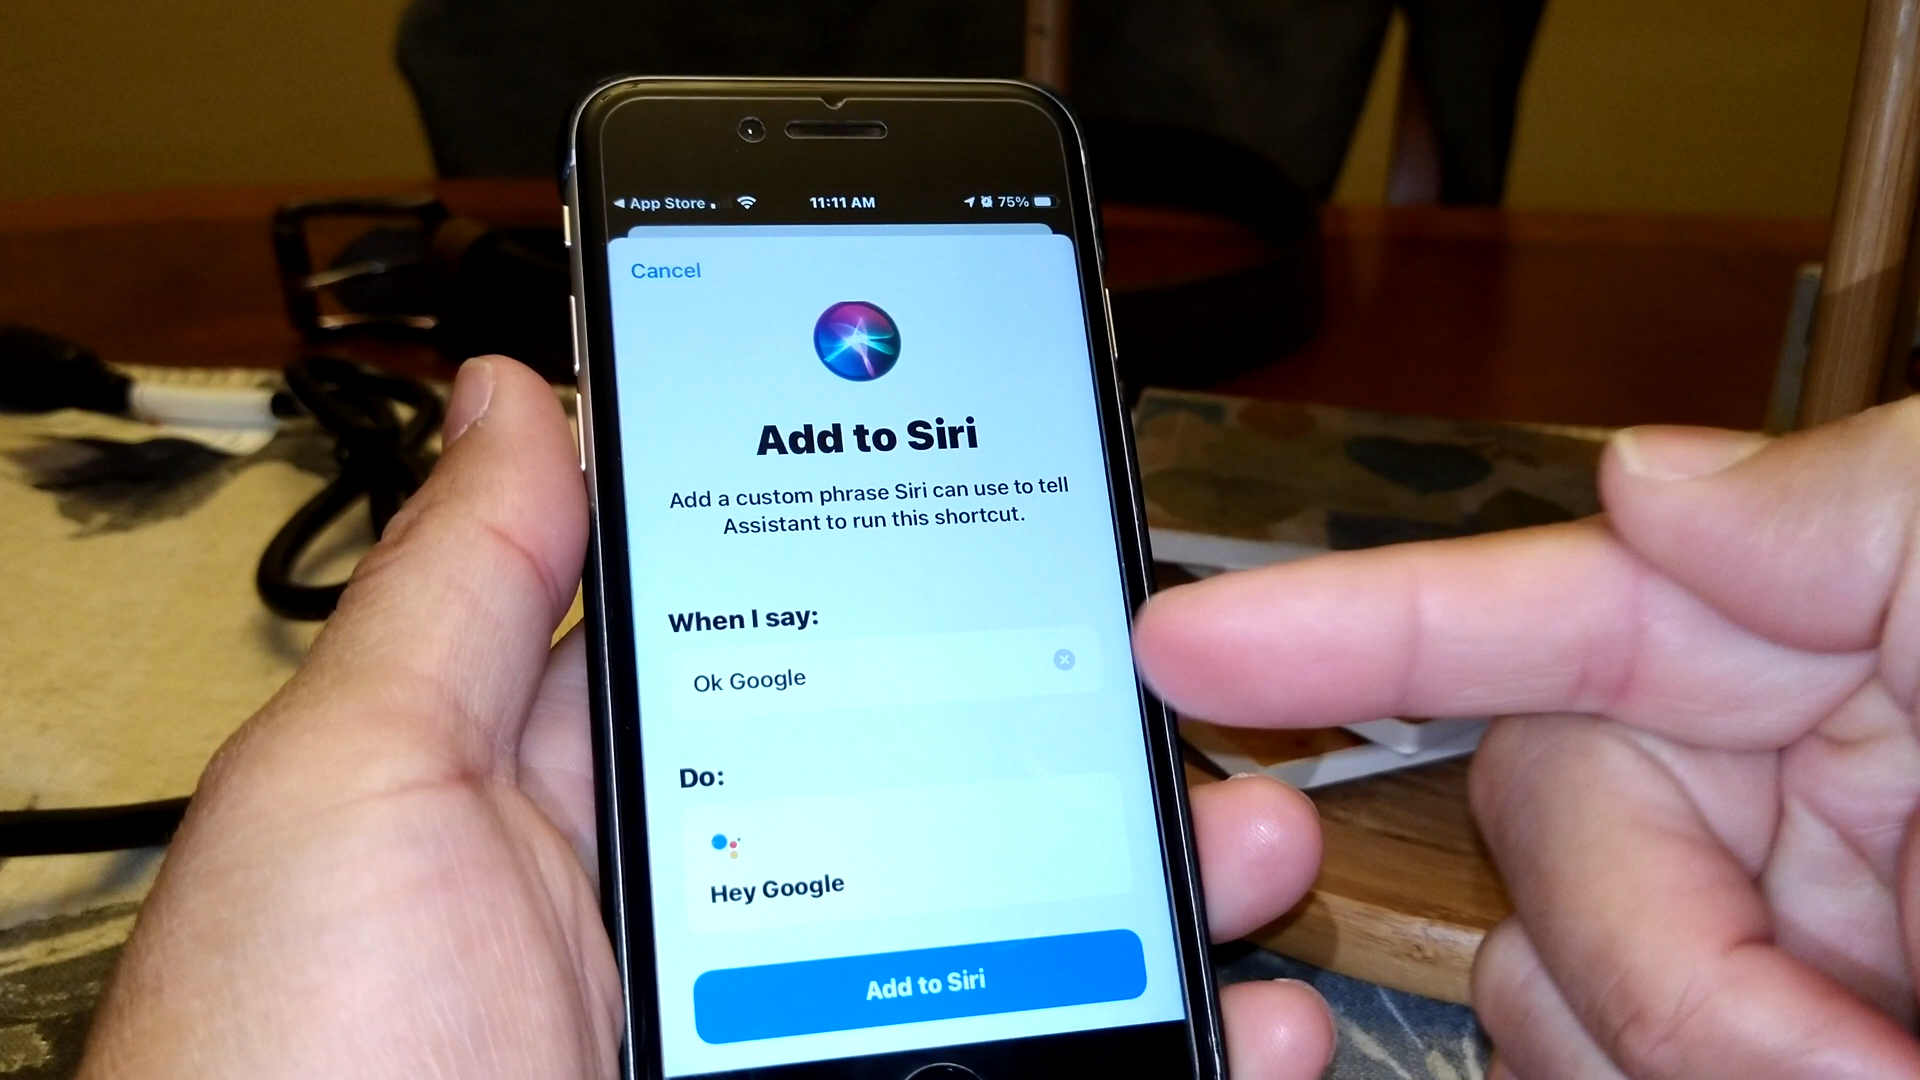 App Store
11:11 AM
75%
Cancel
Add to Siri
Add a custom phrase Siri can use to tell
Assistant to run this shortcut.
When I say:
Ok Google
Do:
Hey Google
Add to Siri